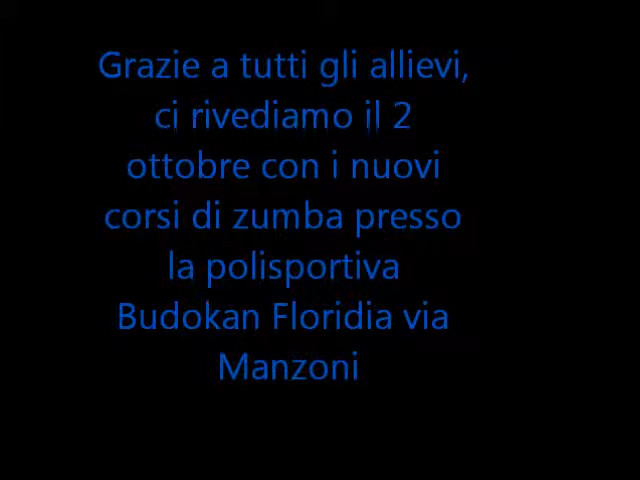 Grazie a tutti gli allievi,
ci rivediamo il 2
ottobre con i nuovi
corsi di zumba presso
la polisportiva
Budokan Floridia via
Manzoni